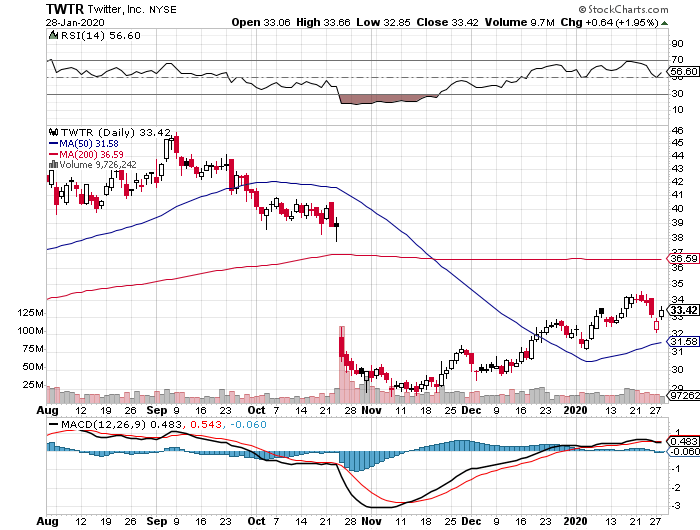 TWTR Twitter, Inc. NYSE © StockCharts.com
28-Jan-2020 Open 33.06 High 33.66 Low 32.85 Close 33.42 Volume 9.7M Chg +0.64 (+1.95%)
RSI(14) 56.60
90
70
56.60
50
30
10
TWTR (Daily) 33.42
MA(50) 31.58
MA(200) 36.59
Volume 9,726,242
46
45
44
43
42
41
40
39
38
37
36.59
36
35
34
33.42
33
32
31.58
31
30
29
97262
125M
100M
75M
50M
25M
Aug 12 19 26 Sep 9 16 23 Oct 7 14 21 28 Nov 11 18 25 Dec 9 16 23 2020 13 21 27
MACD(12,26,9) 0.483, 0.543, -0.060
1
0.483
-0.060
-1
-2
-3
Aug 12 19 26 Sep 9 16 23 Oct 7 14 21 28 Nov 11 18 25 Dec 9 16 23 2020 13 21 27